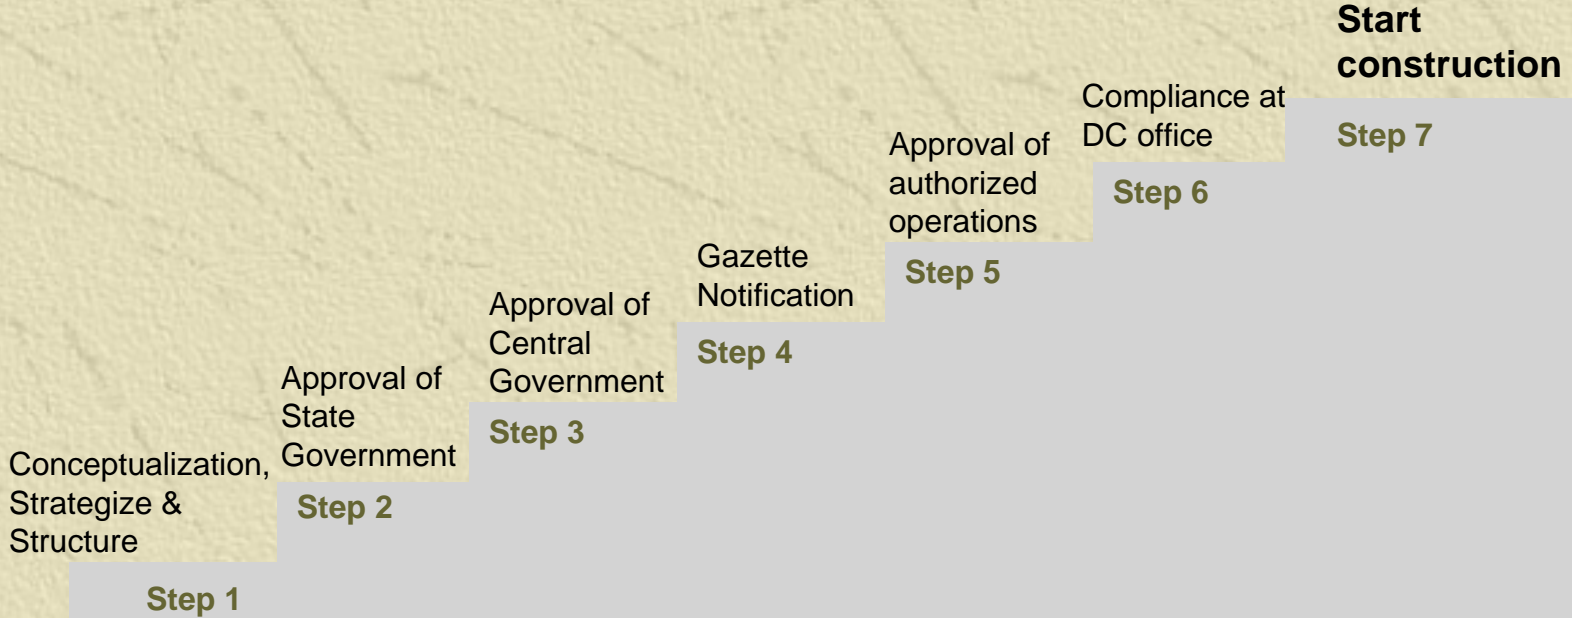 Conceptualization,
Strategize &
Structure
Step 1
Approval of
State
Government
Step 2
Approval of
Central
Government
Step 3
Gazette
Notification
Step 4
Approval of
authorized
operations
Step 5
Compliance at
DC office
Step 6
Start
construction
Step 7